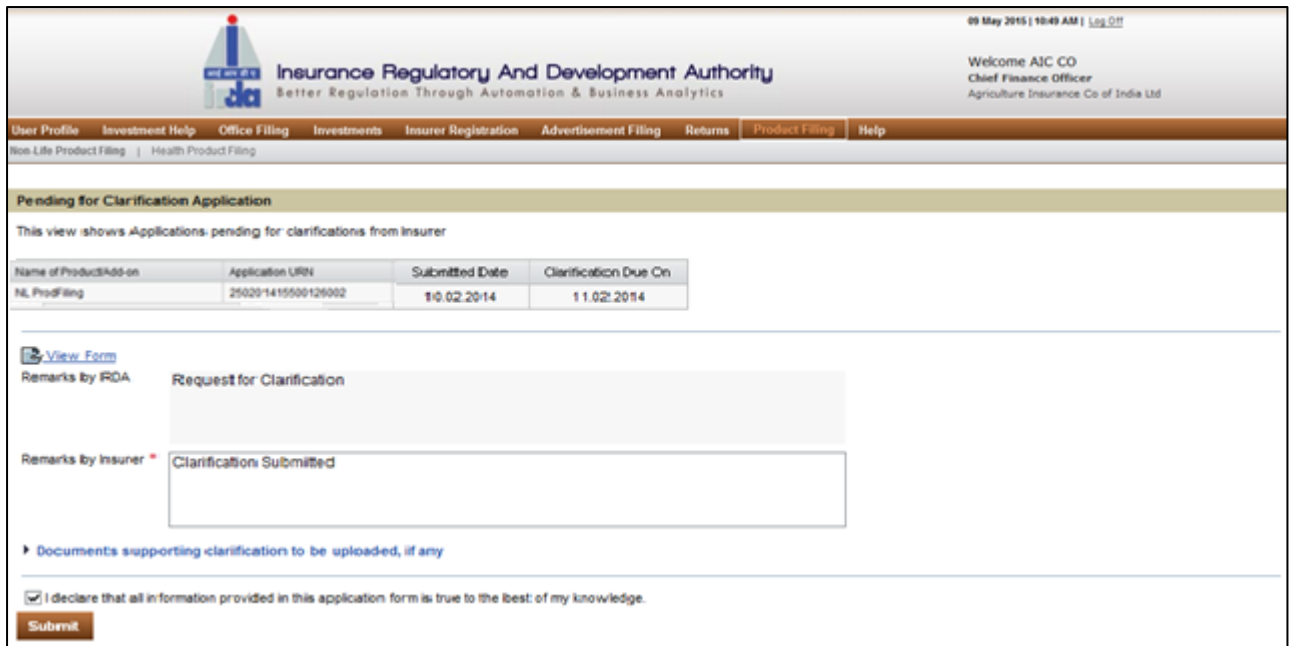 09 May 2015 | 10:49 AM | Log Off
Insurance Regulatory And Development Authority
Better Regulation Through Automation & Business Analytics
Welcome AIC CO
Chief Finance Officer
Agriculture Insurance Co of India Ltd
irda
User Profile Investment Help Office Filing Investments Insurer Registration Advertisement Filing Returns Product Filing Help
Non-Life Product Filing | Health Product Filing
Pending for Clarification Application
This view shows Applications pending for clarifications from Insurer
Name of Product/Add-on Application URN Submitted Date Clarification Due On
NL ProdFiling 250201415500126002 10.02.2014 11.02.2014
View Form
Remarks by IRDA Request for Clarification
Remarks by Insurer * Clarification Submitted
Documents supporting clarification to be uploaded, if any
I declare that all information provided in this application form is true to the best of my knowledge.
Submit